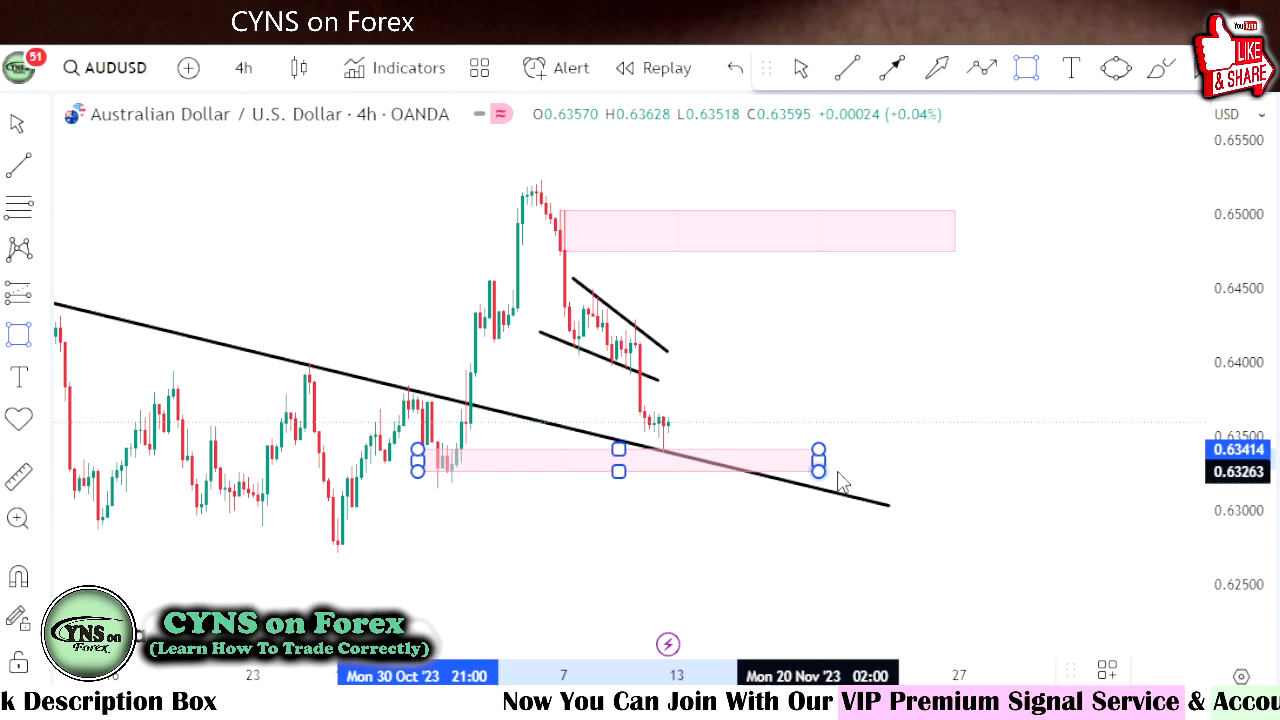 CYNS on Forex
YouTube
LIKE
& SHARE
51
AUDUSD
4h
Indicators
Alert
Replay
Australian Dollar / U.S. Dollar · 4h · OANDA
O0.63570 H0.63628 L0.63518 C0.63595 +0.00024 (+0.04%)
USD
0.65500
0.65000
0.64500
0.64000
0.63500
0.63414
0.63263
0.63000
0.62500
CYNS on
Forex
CYNS on Forex
(Learn How To Trade Correctly)
23
Mon 30 Oct '23 21:00
7
13
Mon 20 Nov '23 02:00
27
k Description Box
Now You Can Join With Our VIP Premium Signal Service & Accou